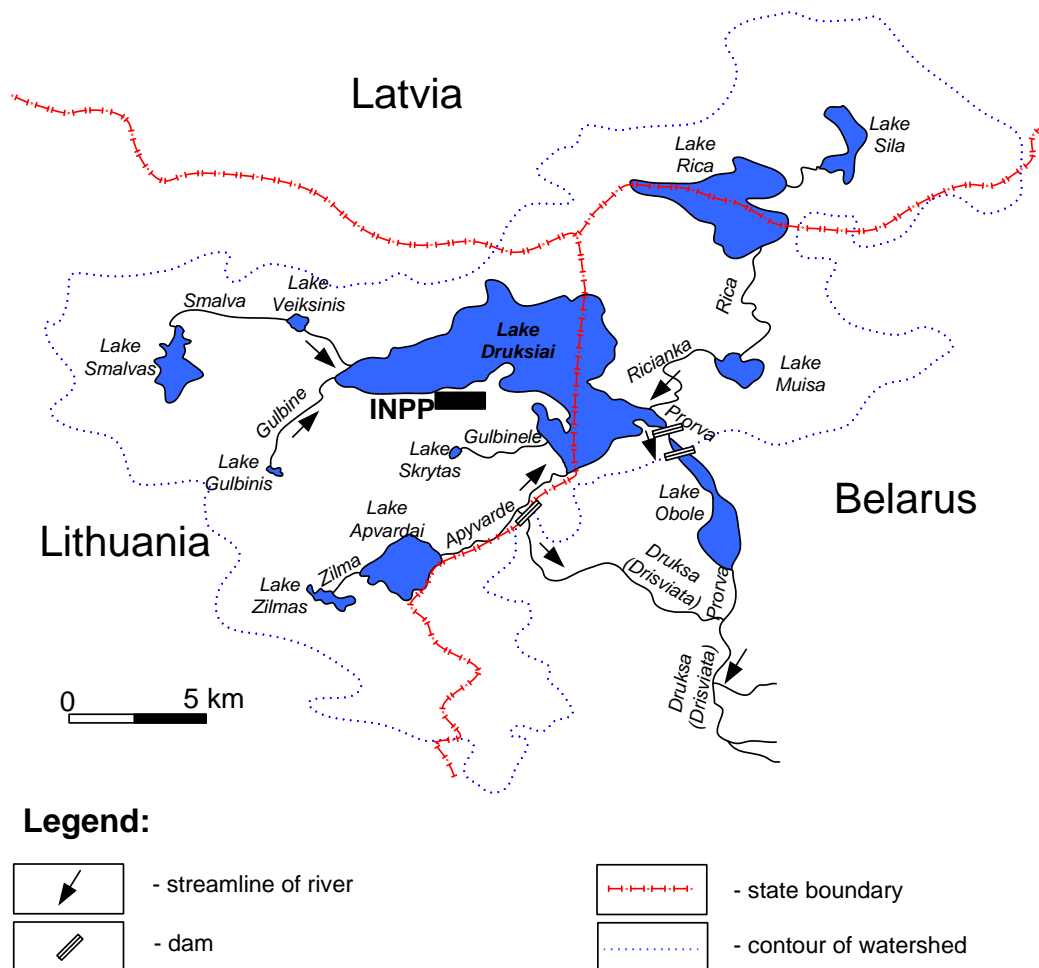 Latvia
Lake
Sila
Lake
Rica
Rica
Lake
Veiksinis
Smalva
Lake
Smalvas
Lake
Druksiai
Ricianka
Lake
Muisa
INPP
Gulbine
Prorva
Gulbinele
Lake
Skrytas
Lake
Gulbinis
Lake
Obole
Belarus
Lithuania
Lake
Apvardai
Apyvarde
Zilma
Lake
Zilmas
Druksa
(Drisviata)
Prorva
Druksa
(Drisviata)
0 5 km
Legend:
- streamline of river
- state boundary
- dam
- contour of watershed